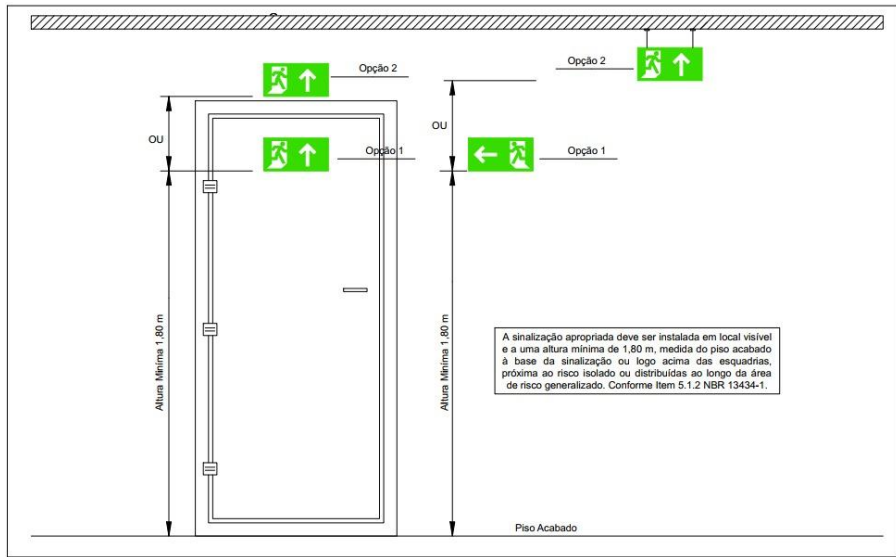 Opção 2
Opção 2
OU
OU
Opção 1
Opção 1
Altura Mínima 1,80 m
Altura Mínima 1,80 m
A sinalização apropriada deve ser instalada em local visível
e a uma altura mínima de 1,80 m, medida do piso acabado
à base da sinalização ou logo acima das esquadrias,
próxima ao risco isolado ou distribuídas ao longo da área
de risco generalizado. Conforme Item 5.1.2 NBR 13434-1.
Piso Acabado